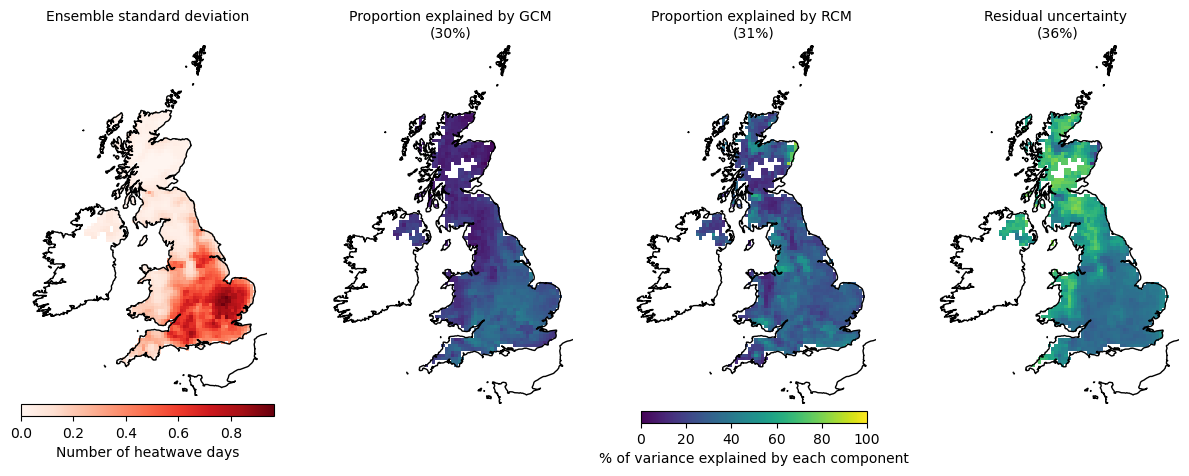 Ensemble standard deviation
Proportion explained by GCM
(30%)
Proportion explained by RCM
(31%)
Residual uncertainty
(36%)
0.0 0.2 0.4 0.6 0.8
Number of heatwave days
0 20 40 60 80 100
% of variance explained by each component